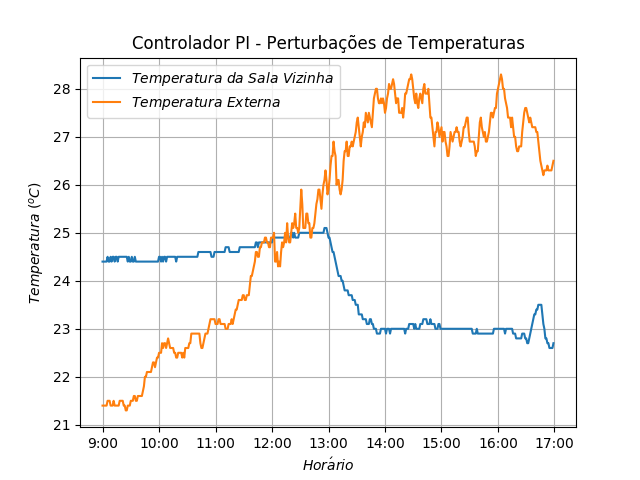 Controlador PI - Perturbações de Temperaturas
Temperatura da Sala Vizinha
Temperatura Externa
Temperatura (ºC)
28
27
26
25
24
23
22
21
9:00 10:00 11:00 12:00 13:00 14:00 15:00 16:00 17:00
Horário